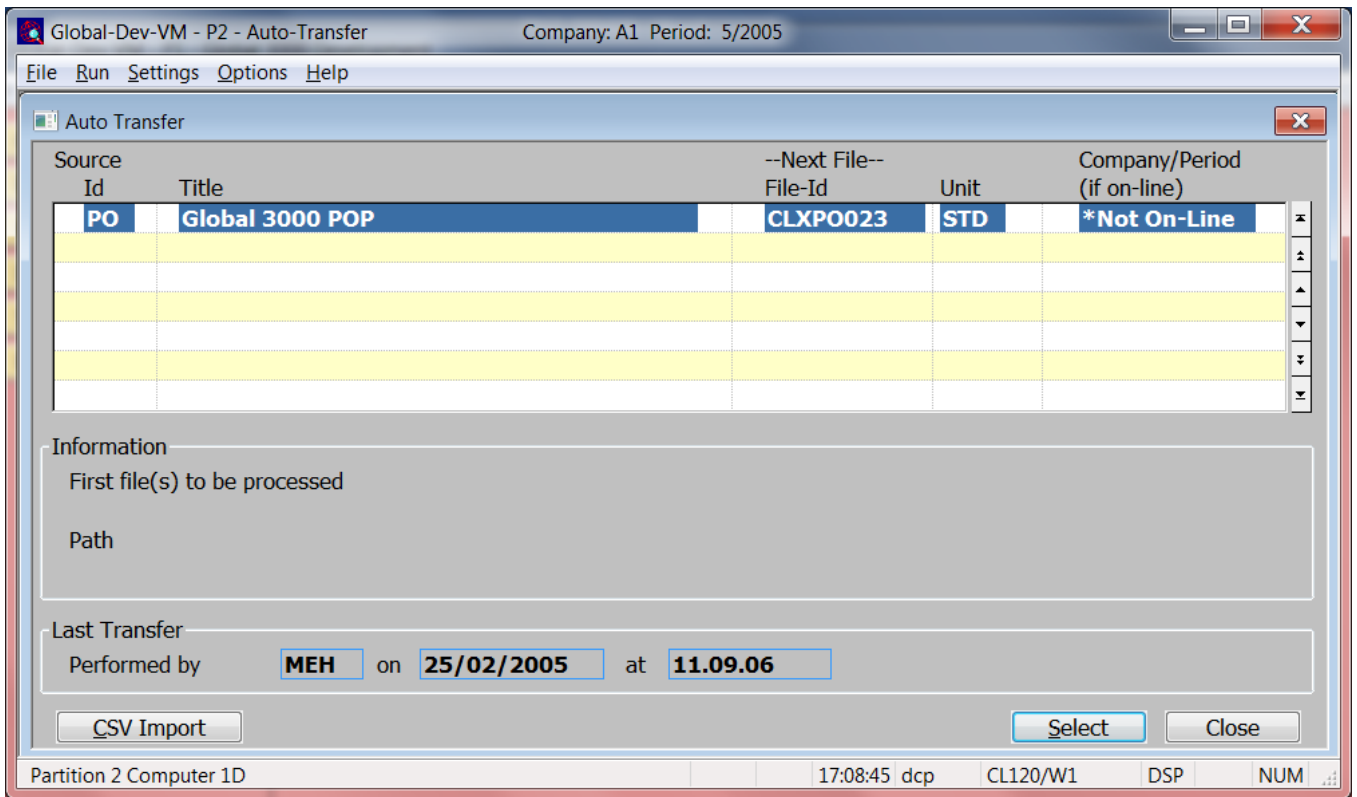 Global-Dev-VM - P2 - Auto-Transfer Company: A1 Period: 5/2005
File Run Settings Options Help
Auto Transfer
Source --Next File-- Company/Period
Id Title File-Id Unit (if on-line)
PO Global 3000 POP CLXPO023 STD *Not On-Line
Information
First file(s) to be processed
Path
Last Transfer
Performed by MEH on 25/02/2005 at 11.09.06
CSV Import Select Close
Partition 2 Computer 1D 17:08:45 dcp CL120/W1 DSP NUM